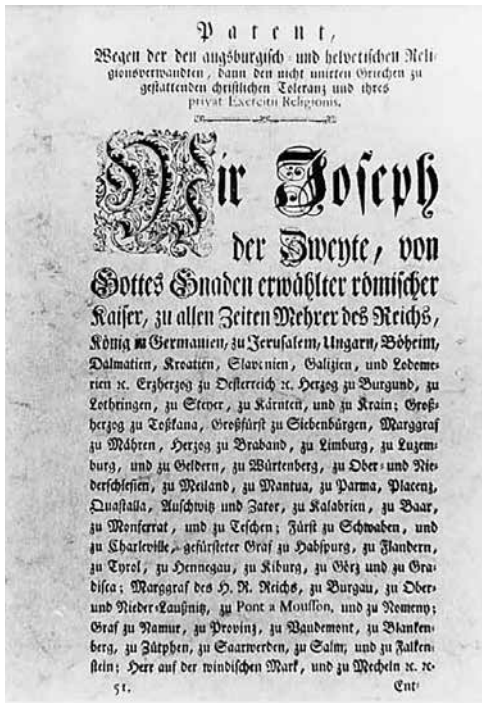 Patent,
Wegen der den augsburgisch- und helvetischen Reli-
gionsverwandten, dann den nicht unirten Griechen zu
gestattenden christlichen Toleranz und ihres
privat Exercitii Religionis.
Wir Joseph
der Zweyte, von
Gottes Gnaden erwählter römischer
Kaiser, zu allen Zeiten Mehrer des Reichs,
König zu Germanien, zu Jerusalem, Ungarn, Böheim,
Dalmatien, Kroatien, Slavonien, Galizien, und Lodome-
rien ꝛc. Erzherzog zu Oesterreich ꝛc. Herzog zu Burgund, zu
Lothringen, zu Steyer, zu Kärnten, und zu Krain; Groß-
herzog zu Toßkana, Großfürst zu Siebenbürgen, Marggraf
zu Mähren, Herzog zu Braband, zu Limburg, zu Luzem-
burg, und zu Geldern, zu Würtenberg, zu Ober- und Nie-
derschlesien, zu Meiland, zu Mantua, zu Parma, Placenz,
Quastalla, Auschwitz und Zator, zu Kalabrien, zu Baar,
zu Monferrat, und zu Teschen; Fürst zu Schwaben, und
zu Charleville, gefürsteter Graf zu Habspurg, zu Flandern,
zu Tyrol, zu Hennegau, zu Kiburg, zu Görz und zu Gra-
disca; Marggraf des H. R. Reichs, zu Burgau, zu Ober-
und Nieder-Laußnitz, zu Pont a Mousson, und zu Nomeny;
Graf zu Namur, zu Provinz, zu Vaudemont, zu Blanken-
berg, zu Zütphen, zu Saarwerden, zu Salm, und zu Falken-
stein; Herr auf der windischen Mark, und zu Mecheln ꝛc. ꝛc.
51. Ent-